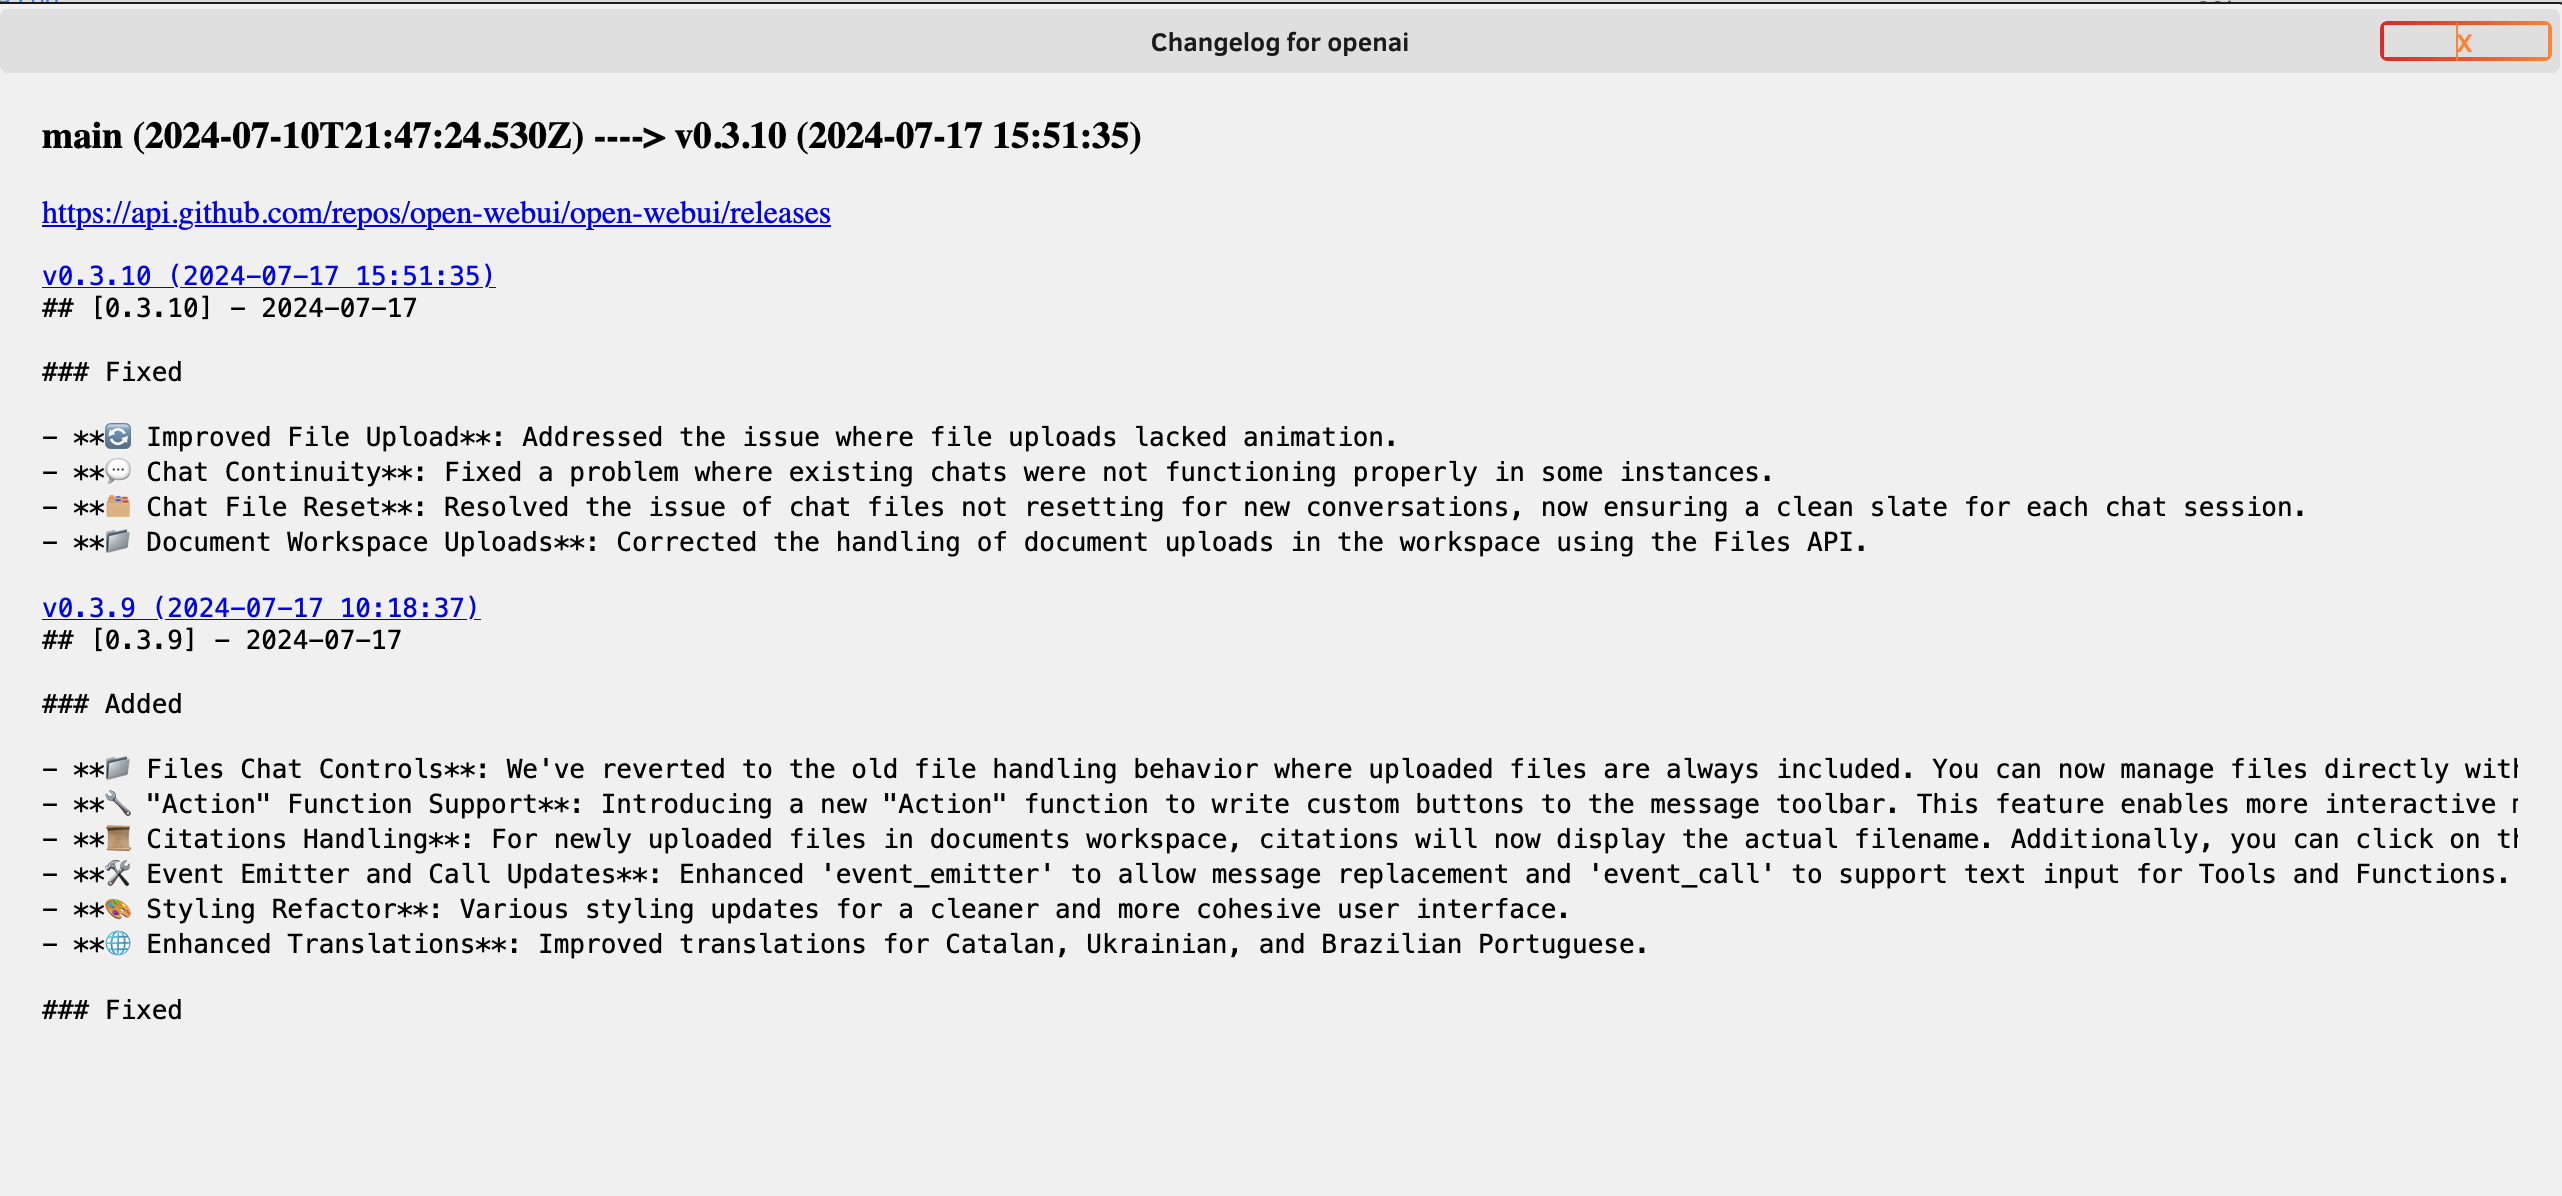 Changelog for openai
X
main (2024-07-10T21:47:24.530Z) ----> v0.3.10 (2024-07-17 15:51:35)
https://api.github.com/repos/open-webui/open-webui/releases
v0.3.10 (2024-07-17 15:51:35)
## [0.3.10] - 2024-07-17
### Fixed
- **🔄 Improved File Upload**: Addressed the issue where file uploads lacked animation.
- **💬 Chat Continuity**: Fixed a problem where existing chats were not functioning properly in some instances.
- **🗂️ Chat File Reset**: Resolved the issue of chat files not resetting for new conversations, now ensuring a clean slate for each chat session.
- **📁 Document Workspace Uploads**: Corrected the handling of document uploads in the workspace using the Files API.
v0.3.9 (2024-07-17 10:18:37)
## [0.3.9] - 2024-07-17
### Added
- **📁 Files Chat Controls**: We've reverted to the old file handling behavior where uploaded files are always included. You can now manage files directly
- **🔧 "Action" Function Support**: Introducing a new "Action" function to write custom buttons to the message toolbar. This feature enables more interactive
- **📜 Citations Handling**: For newly uploaded files in documents workspace, citations will now display the actual filename. Additionally, you can click on
- **🛠️ Event Emitter and Call Updates**: Enhanced 'event_emitter' to allow message replacement and 'event_call' to support text input for Tools and Functions.
- **🎨 Styling Refactor**: Various styling updates for a cleaner and more cohesive user interface.
- **🌐 Enhanced Translations**: Improved translations for Catalan, Ukrainian, and Brazilian Portuguese.
### Fixed